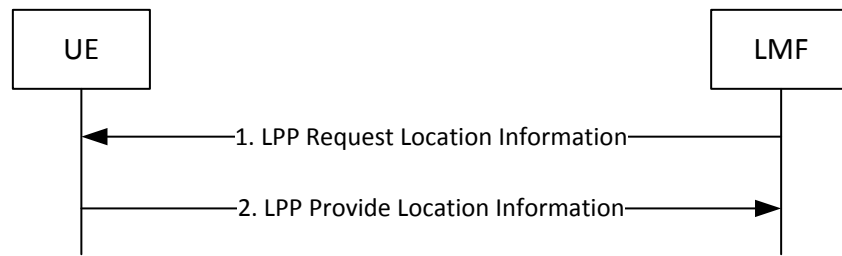 UE
LMF
1. LPP Request Location Information
2. LPP Provide Location Information